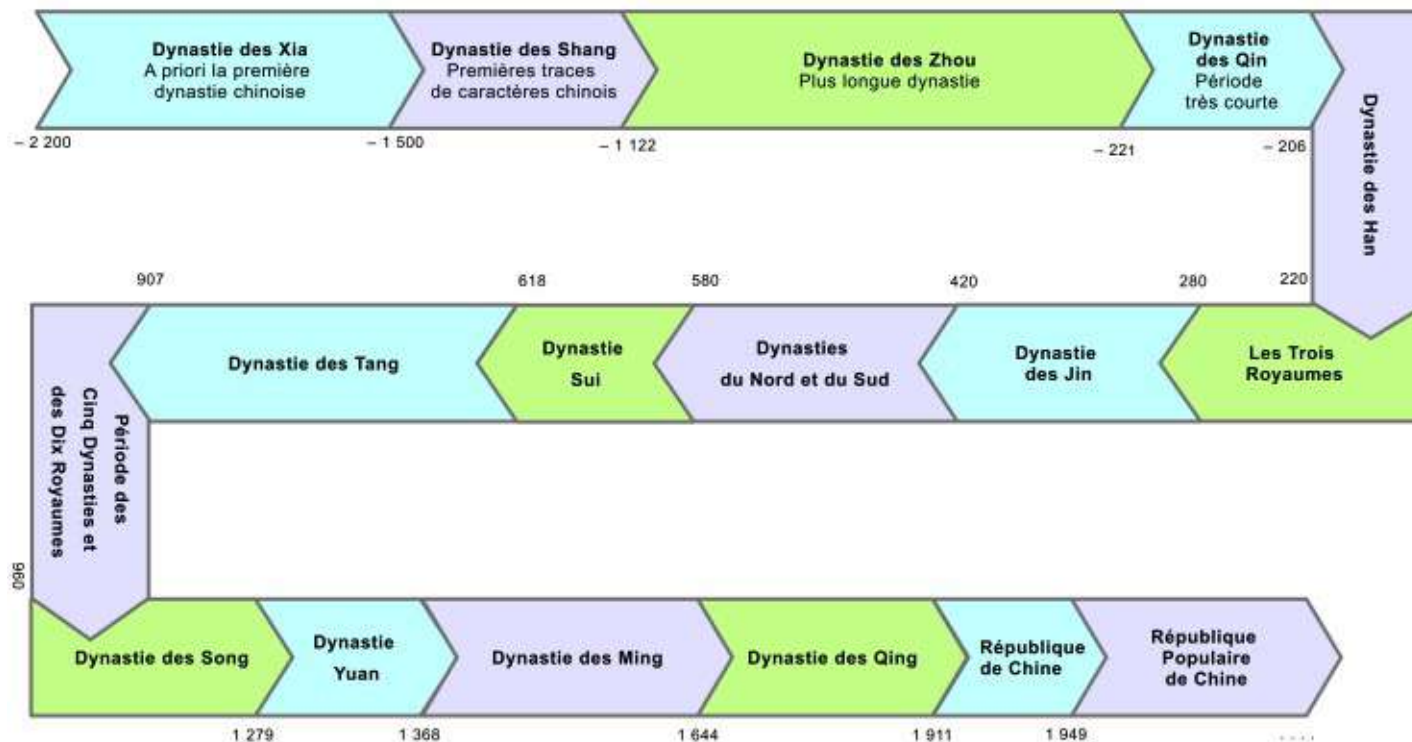 Dynastie des Xia
A priori la première
dynastie chinoise
Dynastie des Shang
Premières traces
de caractères chinois
Dynastie des Zhou
Plus longue dynastie
Dynastie
des Qin
Période
très courte
– 2 200
– 1 500
– 1 122
– 221
– 206
Dynastie des Han
220
280
420
580
618
907
Les Trois
Royaumes
Dynastie
des Jin
Dynasties
du Nord et du Sud
Dynastie
Sui
Dynastie des Tang
Période des
Cinq Dynasties et
des Dix Royaumes
960
Dynastie des Song
Dynastie
Yuan
Dynastie des Ming
Dynastie des Qing
République
de Chine
République
Populaire
de Chine
1 279
1 368
1 644
1 911
1 949
....